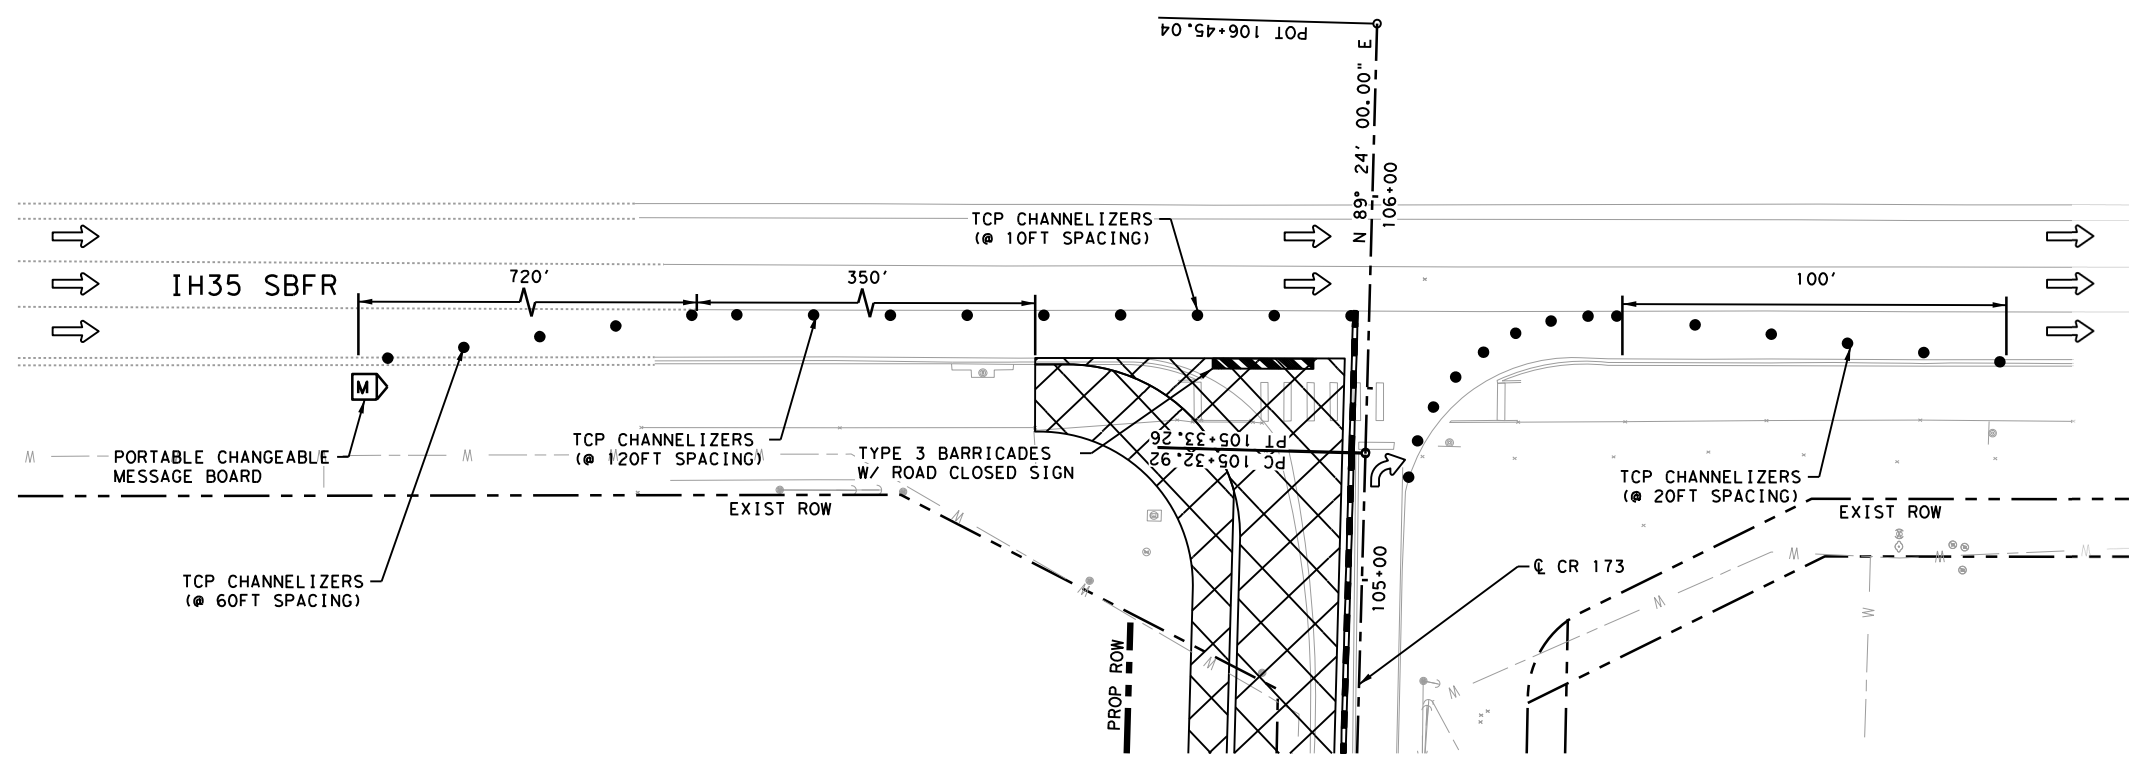 POT 106+45.04
N 89° 24' 00.00" E
106+00
TCP CHANNELIZERS
(@ 10FT SPACING)
IH35 SBFR
720'
350'
100'
M
PORTABLE CHANGEABLE
MESSAGE BOARD
TCP CHANNELIZERS
(@ 120FT SPACING)
TYPE 3 BARRICADES
W/ ROAD CLOSED SIGN
PT 105+33.26
PC 105+32.92
TCP CHANNELIZERS
(@ 20FT SPACING)
EXIST ROW
EXIST ROW
TCP CHANNELIZERS
(@ 60FT SPACING)
105+00
℄ CR 173
PROP ROW
W
W
W
W
W
W
W
W
W
W
W
W
W
W